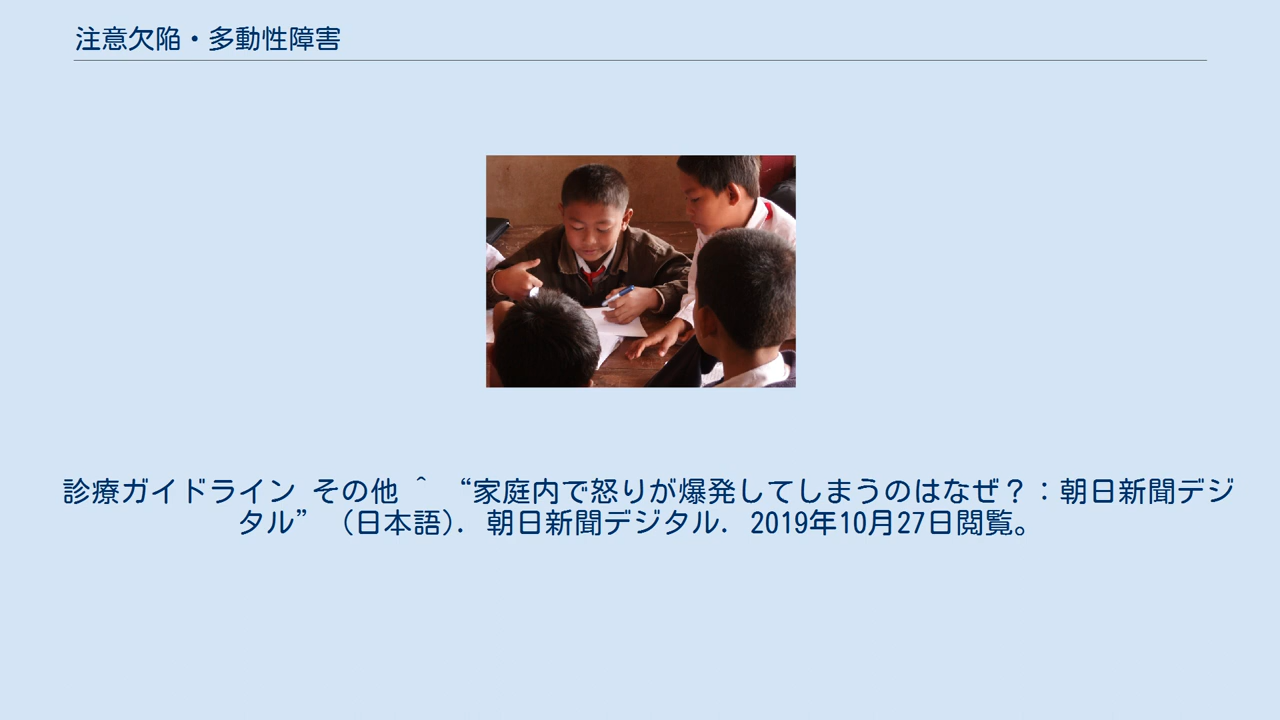 注意欠陥・多動性障害
診療ガイドライン その他 ^ “家庭内で怒りが爆発してしまうのはなぜ？：朝日新聞デジ
タル” (日本語). 朝日新聞デジタル. 2019年10月27日閲覧。